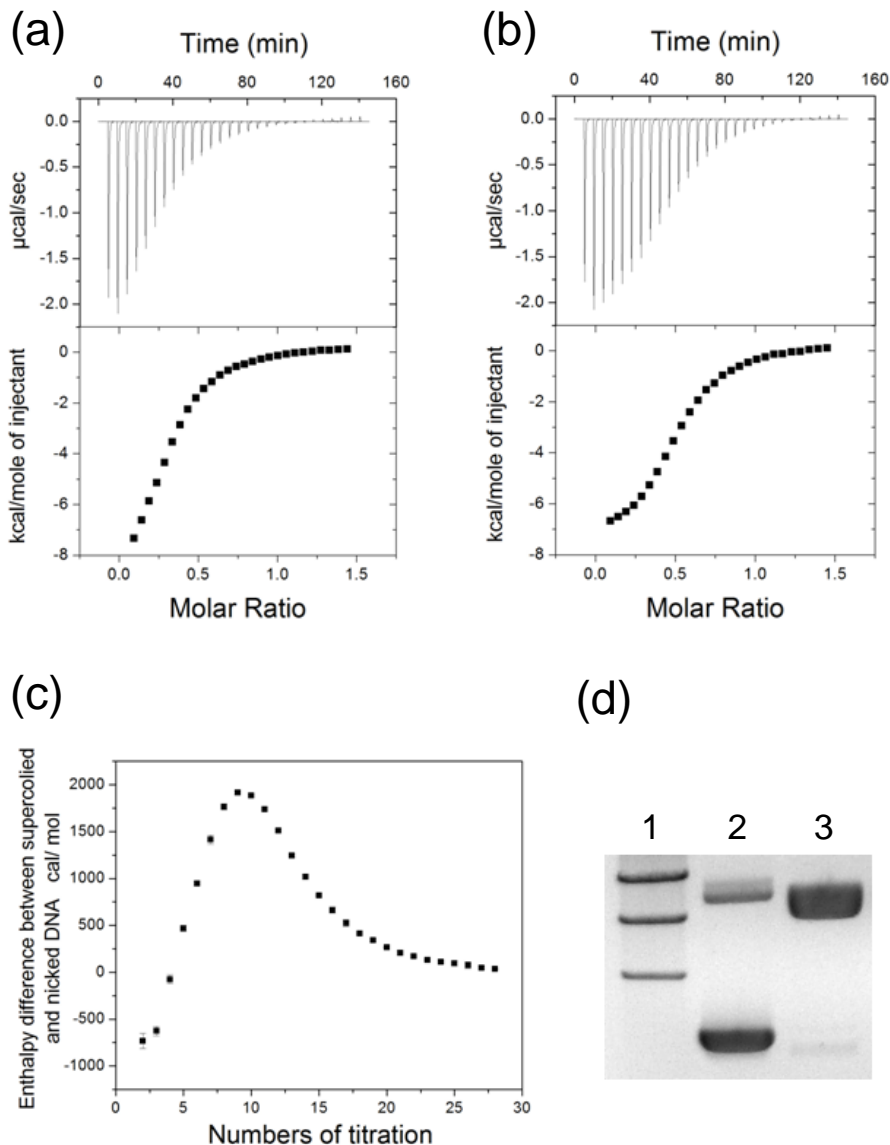 (a)
Time (min)
0 40 80 120 160
0.0
-0.5
-1.0
-1.5
-2.0
µcal/sec
0
-2
-4
-6
-8
kcal/mole of injectant
0.0 0.5 1.0 1.5
Molar Ratio
(b)
Time (min)
0 20 40 60 80 100 120 140 160
0.0
-0.5
-1.0
-1.5
-2.0
µcal/sec
0
-2
-4
-6
-8
kcal/mole of injectant
0.0 0.5 1.0 1.5
Molar Ratio
(c)
Enthalpy difference between supercolied
and nicked DNA cal/ mol
2000
1500
1000
500
0
-500
-1000
0 5 10 15 20 25 30
Numbers of titration
(d)
1 2 3